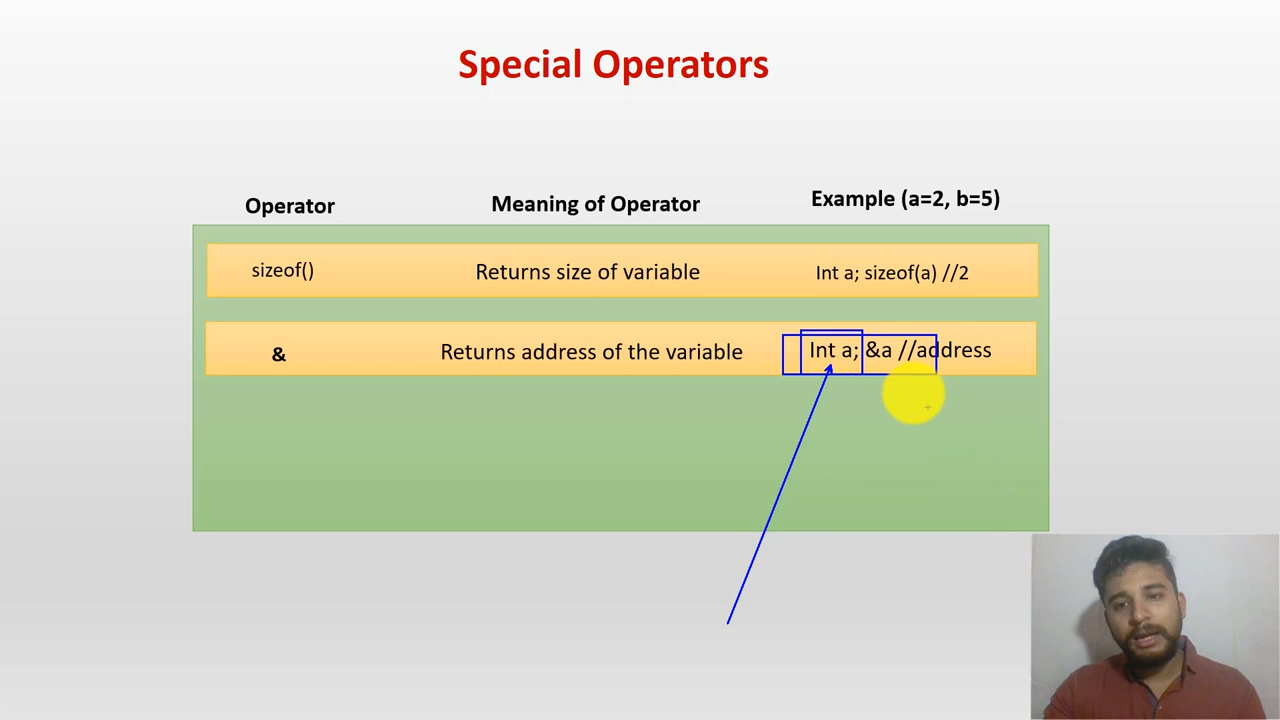 Special Operators
Operator
Meaning of Operator
Example (a=2, b=5)
sizeof()
Returns size of variable
Int a; sizeof(a) //2
&
Returns address of the variable
Int a; &a //address